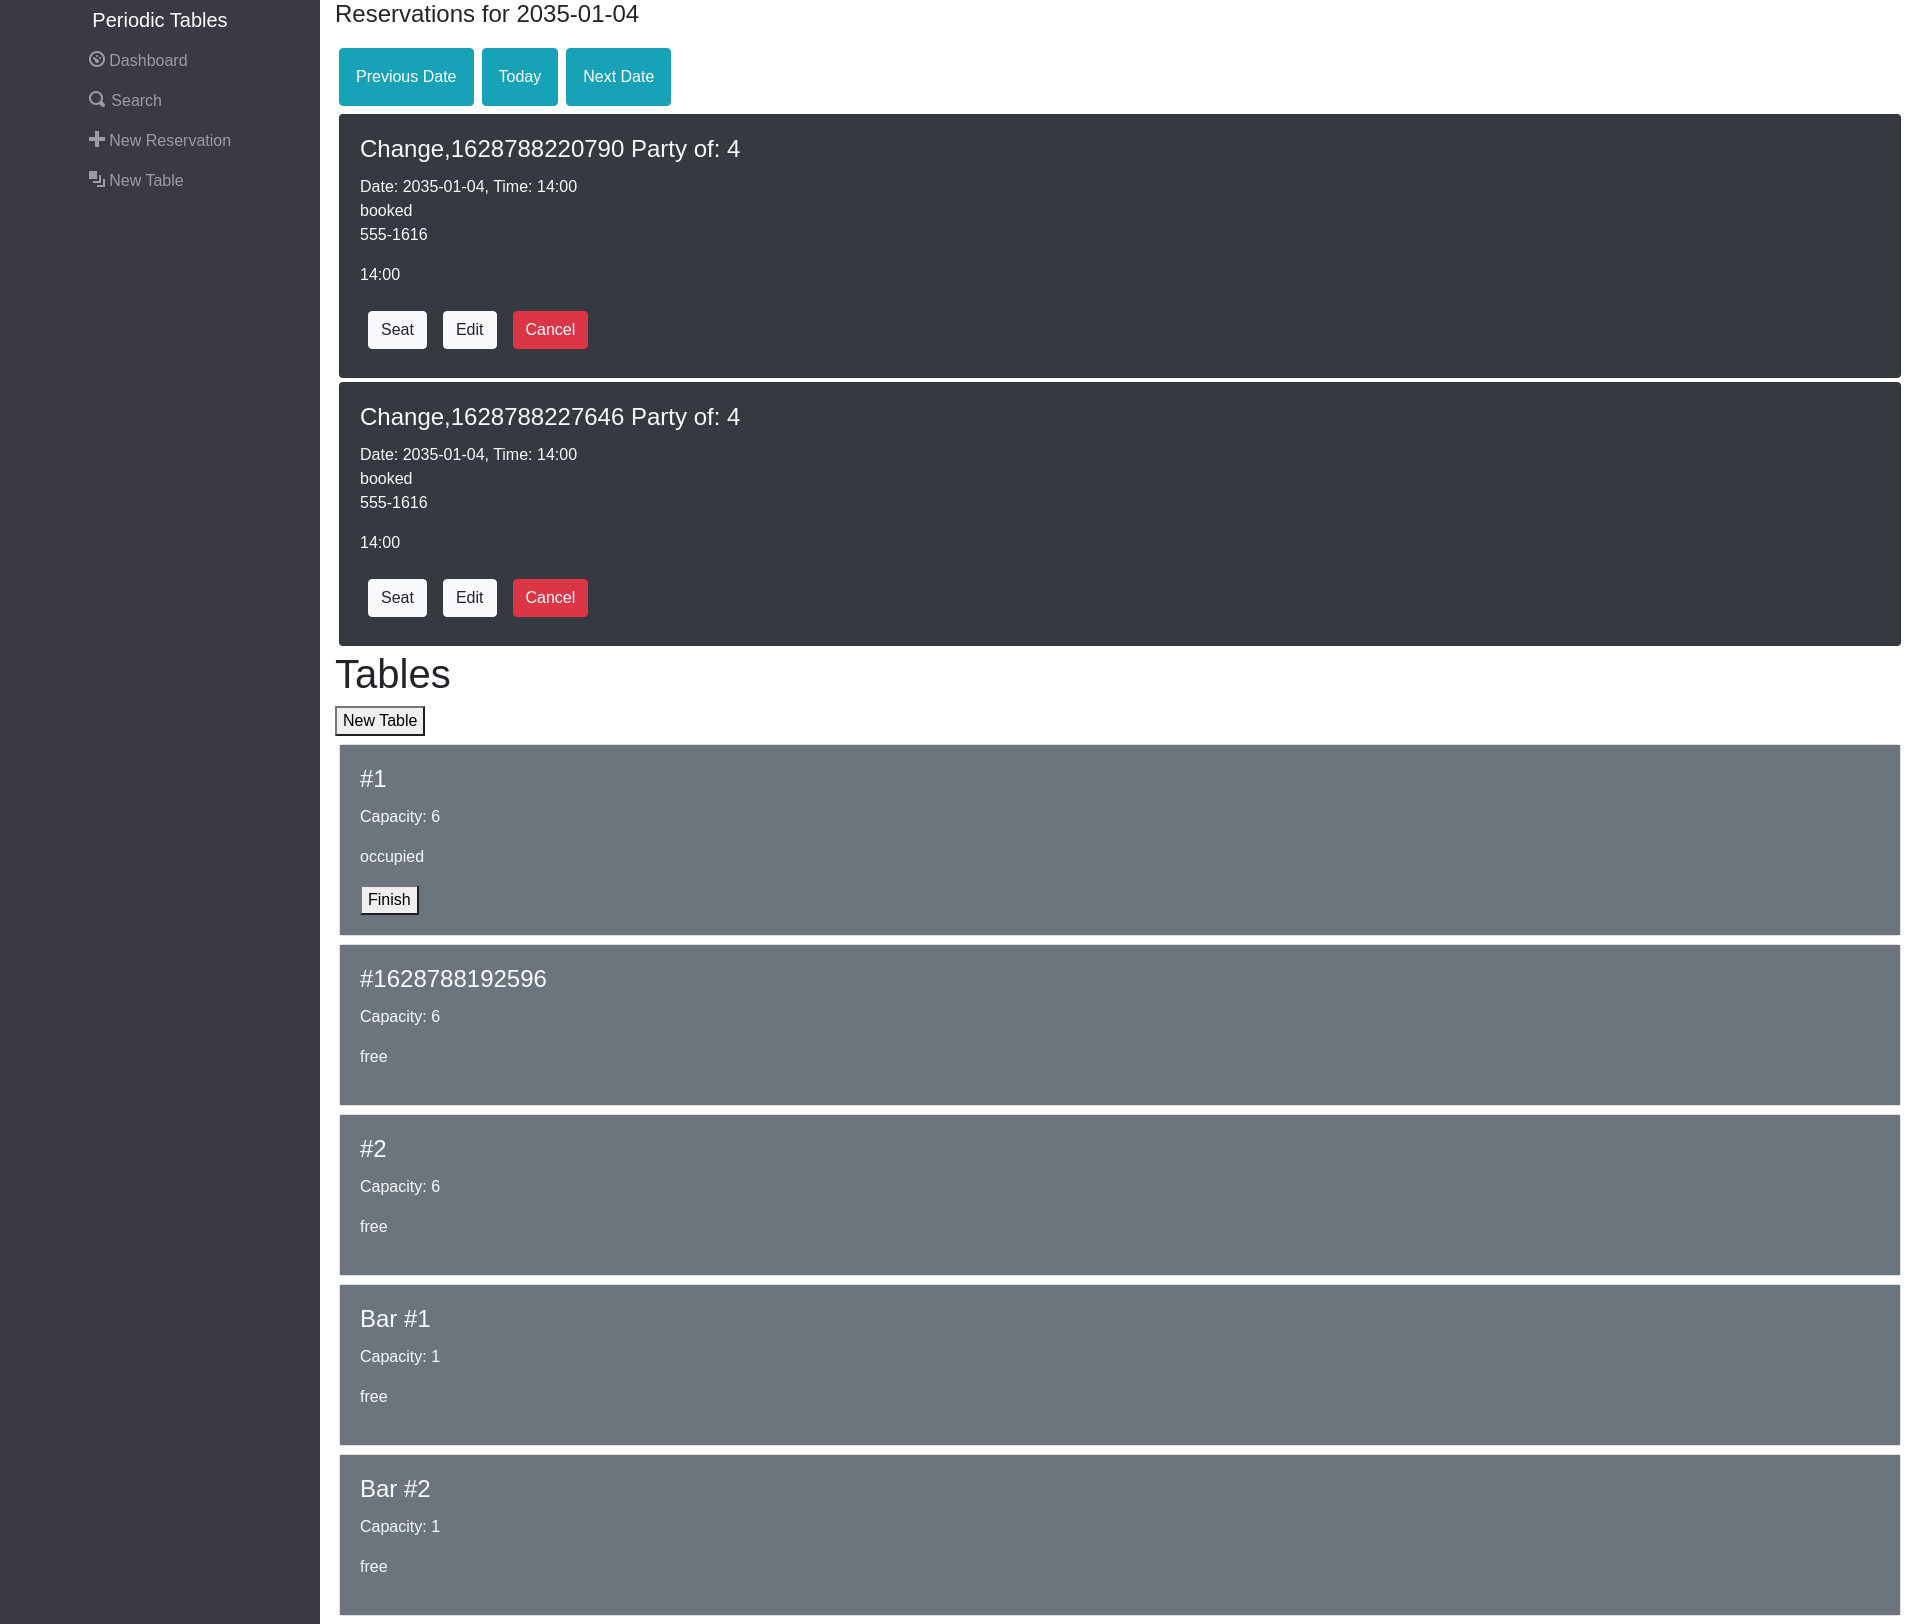 Periodic Tables
Dashboard
Search
New Reservation
New Table
Reservations for 2035-01-04
Previous Date
Today
Next Date
Change,1628788220790 Party of: 4
Date: 2035-01-04, Time: 14:00
booked
555-1616
14:00
Seat
Edit
Cancel
Change,1628788227646 Party of: 4
Date: 2035-01-04, Time: 14:00
booked
555-1616
14:00
Seat
Edit
Cancel
Tables
New Table
#1
Capacity: 6
occupied
Finish
#1628788192596
Capacity: 6
free
#2
Capacity: 6
free
Bar #1
Capacity: 1
free
Bar #2
Capacity: 1
free